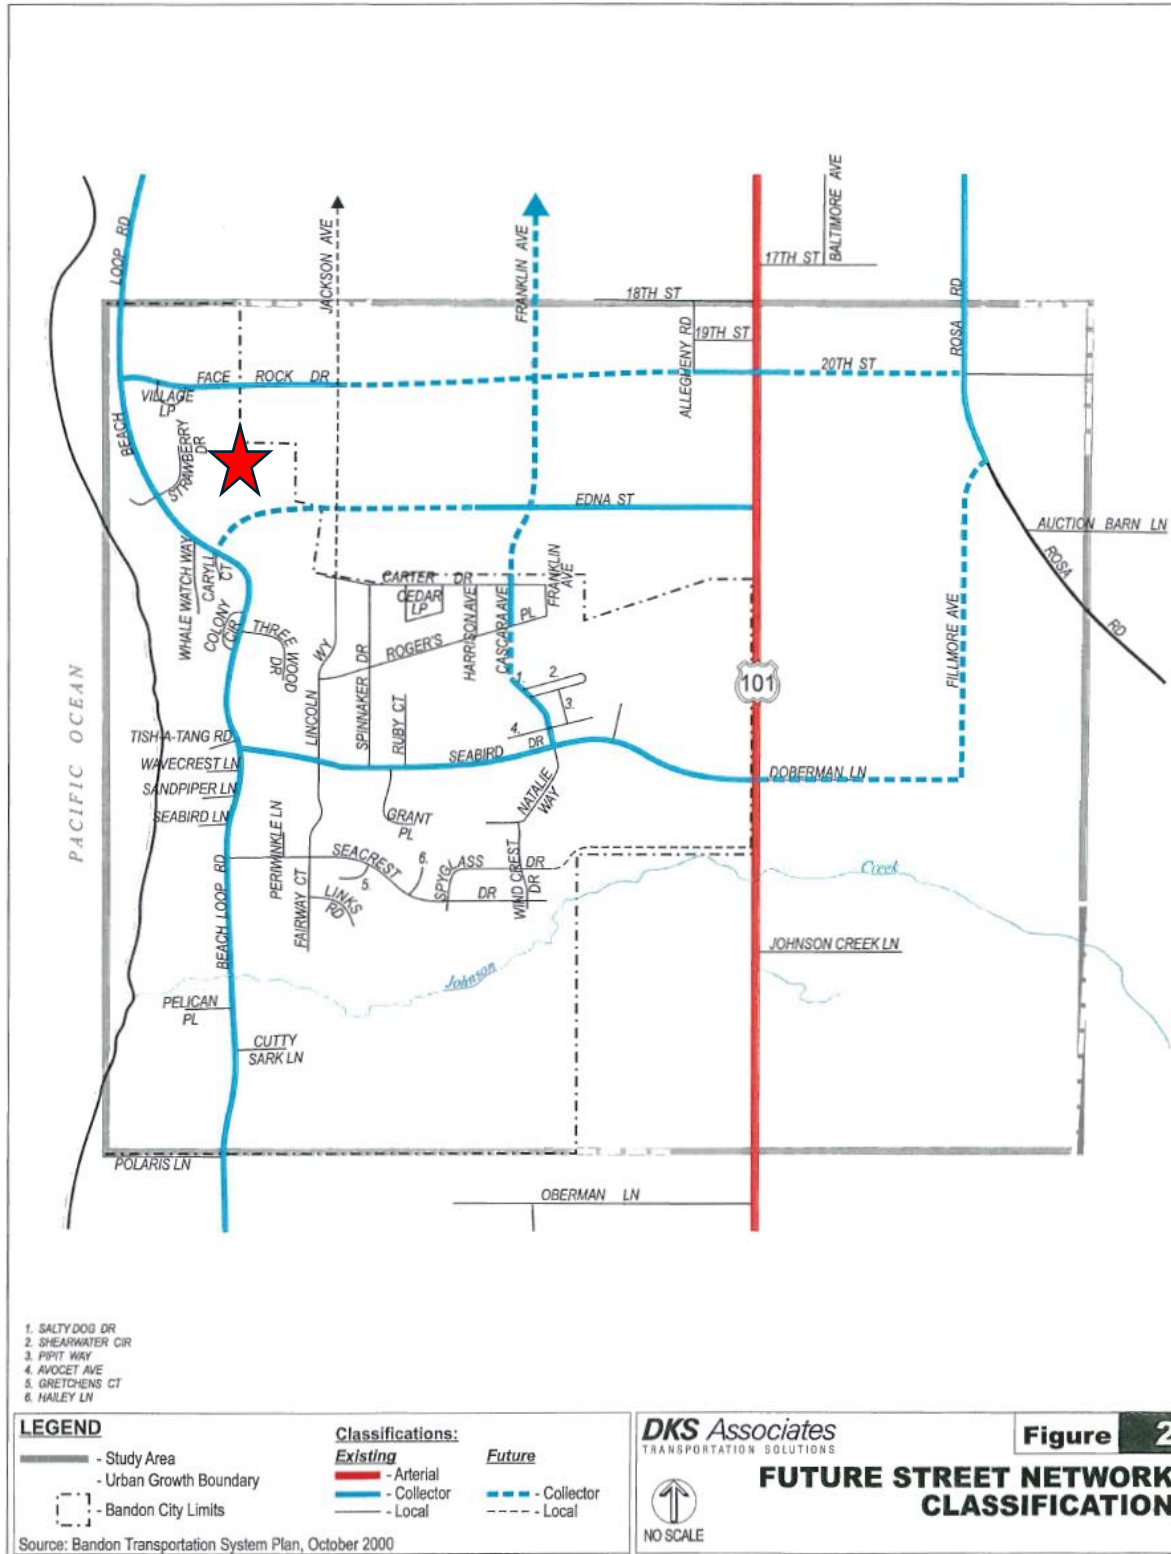 BALTIMORE AVE
LOOP RD
JACKSON AVE
FRANKLIN AVE
17TH ST
18TH ST
ROSA RD
ALLEGHENY RD
19TH ST
20TH ST
FACE ROCK DR
VILLAGE
LP
BEACH
STRAWBERRY
DR
EDNA ST
AUCTION BARN LN
ROSA
RD
WHALE WATCH WAY
CARYLL
CT
CARTER DR
CEDAR
LP
HARRISON AVE
CASCARA AVE
FRANKLIN
AVE
COLONY
CIR
THREE WOOD
DR
LINCOLN WY
SPINNAKER DR
ROGER'S PL
FILLMORE AVE
101
1.
2.
3.
4.
RUBY CT
PACIFIC OCEAN
TISH-A-TANG RD
WAVECREST LN
SANDPIPER LN
SEABIRD LN
SEABIRD DR
DOBERMAN LN
NATALIE
WAY
GRANT
PL
PERIWINKLE LN
SEACREST
6.
5.
SPYGLASS DR
DR
WIND CREST
DR
LINKS
RD
FAIRWAY CT
BEACH LOOP RD
Creek
Johnson
JOHNSON CREEK LN
PELICAN
PL
CUTTY
SARK LN
POLARIS LN
OBERMAN LN
1. SALTY DOG DR
2. SHEARWATER CIR
3. PIPIT WAY
4. AVOCET AVE
5. GRETCHENS CT
6. HAILEY LN
LEGEND
- Study Area
- Urban Growth Boundary
- Bandon City Limits
Classifications:
Existing
- Arterial
- Collector
- Local
Future
- Collector
- Local
Source: Bandon Transportation System Plan, October 2000
DKS Associates
TRANSPORTATION SOLUTIONS
NO SCALE
Figure 2
FUTURE STREET NETWORK
CLASSIFICATION